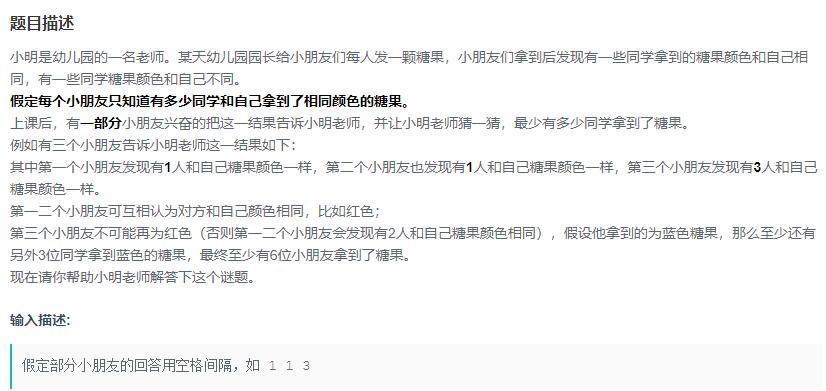 题目描述
小明是幼儿园的一名老师。某天幼儿园园长给小朋友们每人发一颗糖果，小朋友们拿到后发现有一些同学拿到的糖果颜色和自己相
同，有一些同学糖果颜色和自己不同。
假定每个小朋友只知道有多少同学和自己拿到了相同颜色的糖果。
上课后，有一部分小朋友兴奋的把这一结果告诉小明老师，并让小明老师猜一猜，最少有多少同学拿到了糖果。
例如有三个小朋友告诉小明老师这一结果如下：
其中第一个小朋友发现有1人和自己糖果颜色一样，第二个小朋友也发现有1人和自己糖果颜色一样，第三个小朋友发现有3人和自己
糖果颜色一样。
第一二个小朋友可互相认为对方和自己颜色相同，比如红色；
第三个小朋友不可能再为红色（否则第一二个小朋友会发现有2人和自己糖果颜色相同），假设他拿到的为蓝色糖果，那么至少还有
另外3位同学拿到蓝色的糖果，最终至少有6位小朋友拿到了糖果。
现在请你帮助小明老师解答下这个谜题。
输入描述:
假定部分小朋友的回答用空格间隔，如 1 1 3